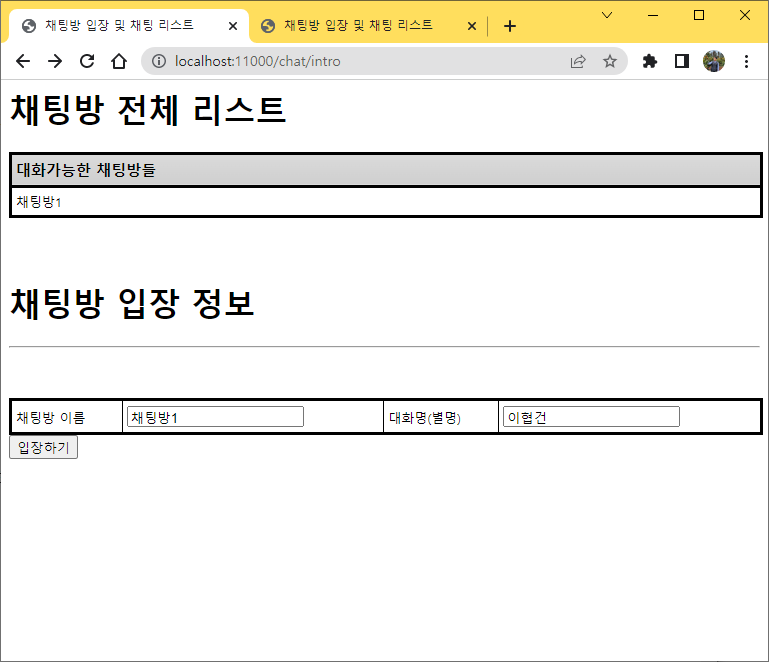 채팅방 입장 및 채팅 리스트
채팅방 입장 및 채팅 리스트
localhost:11000/chat/intro
채팅방 전체 리스트
대화가능한 채팅방들
채팅방1
채팅방 입장 정보
채팅방 이름 채팅방1 대화명(별명) 이협건
입장하기